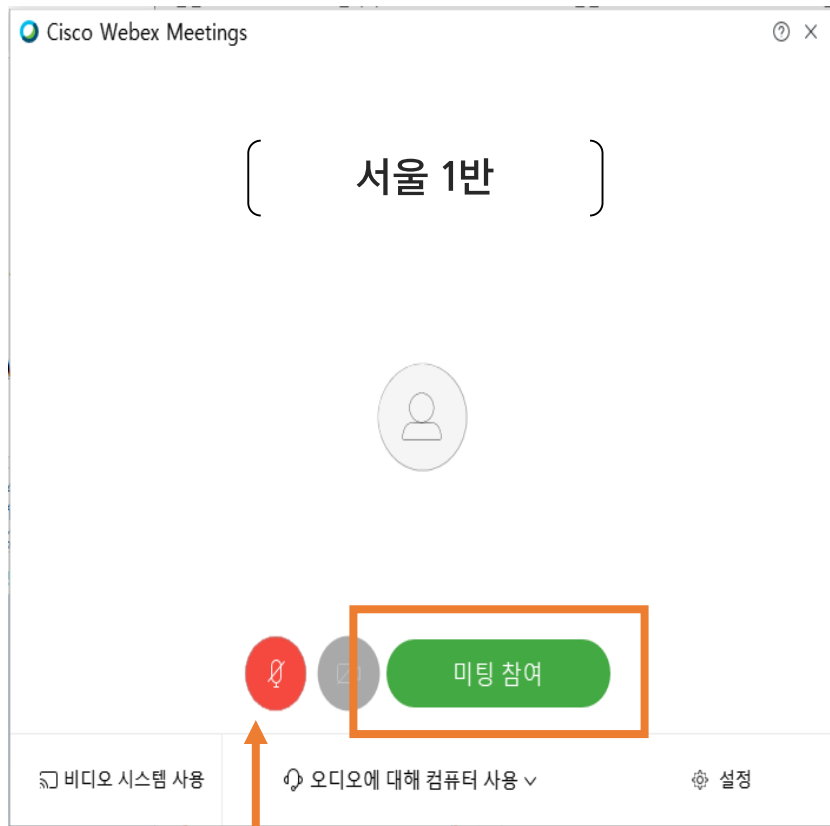 Cisco Webex Meetings
서울 1반
미팅 참여
비디오 시스템 사용
오디오에 대해 컴퓨터 사용
설정